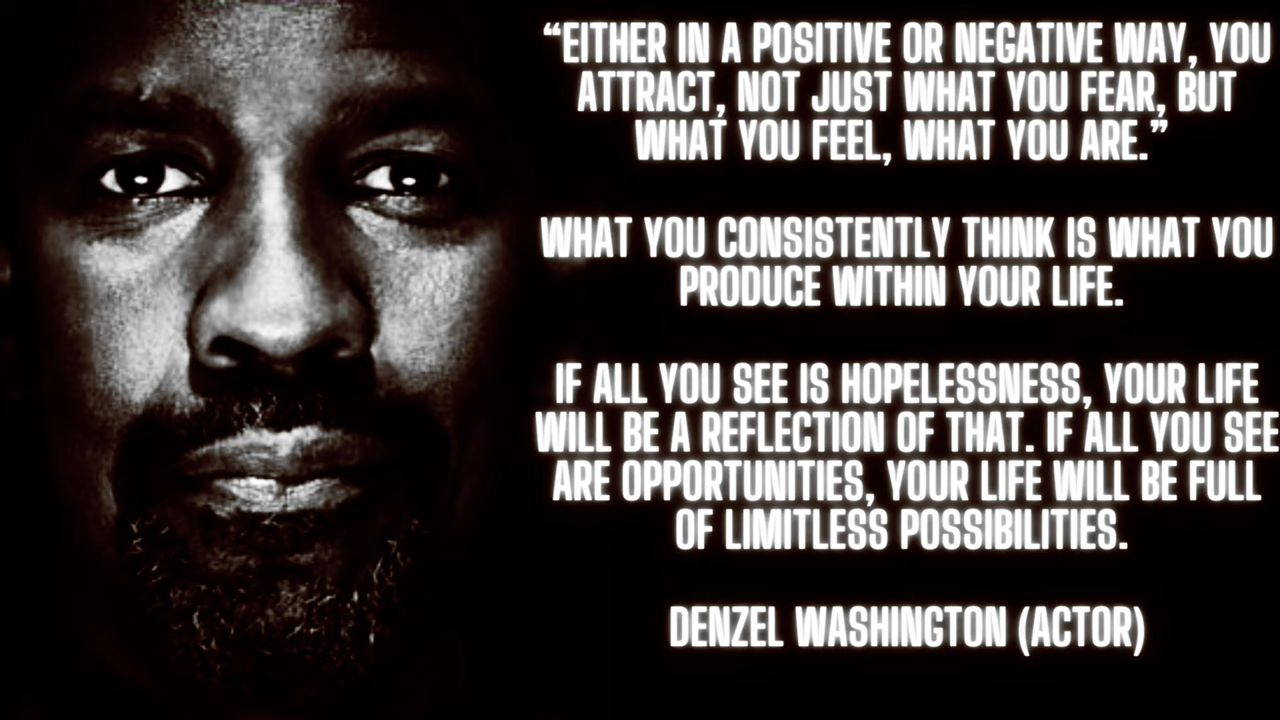 “EITHER IN A POSITIVE OR NEGATIVE WAY, YOU
ATTRACT, NOT JUST WHAT YOU FEAR, BUT
WHAT YOU FEEL, WHAT YOU ARE.”
WHAT YOU CONSISTENTLY THINK IS WHAT YOU
PRODUCE WITHIN YOUR LIFE.
IF ALL YOU SEE IS HOPELESSNESS, YOUR LIFE
WILL BE A REFLECTION OF THAT. IF ALL YOU SEE
ARE OPPORTUNITIES, YOUR LIFE WILL BE FULL
OF LIMITLESS POSSIBILITIES.
DENZEL WASHINGTON (ACTOR)